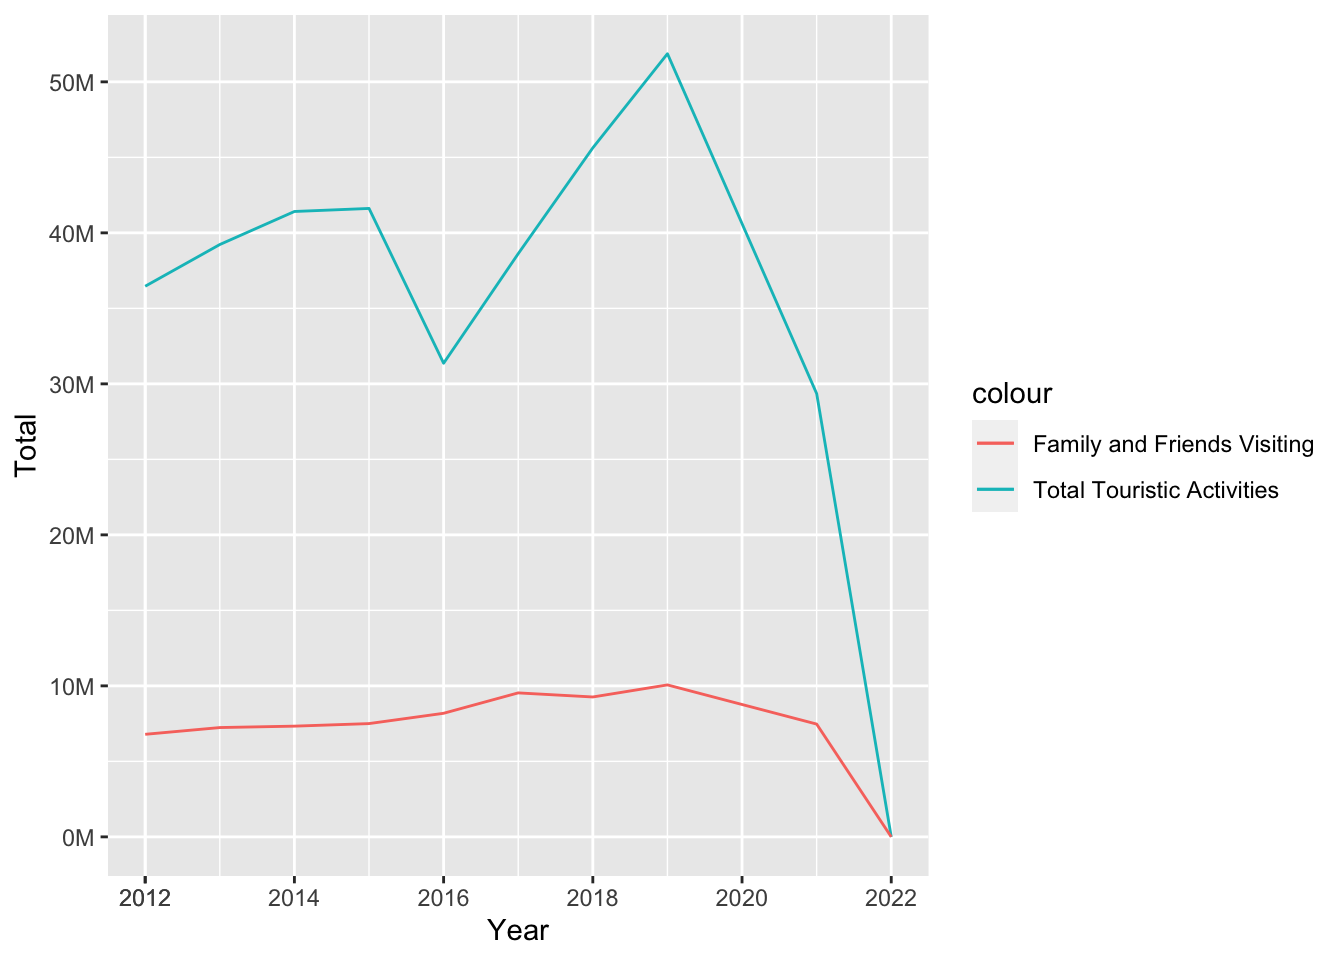 50M
40M
30M
20M
10M
0M
Total
2012 2014 2016 2018 2020 2022
Year
colour
Family and Friends Visiting
Total Touristic Activities